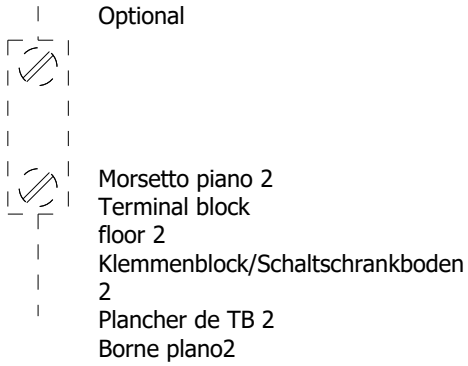 Optional
Morsetto piano 2
Terminal block
floor 2
Klemmenblock/Schaltschrankboden
2
Plancher de TB 2
Borne plano2